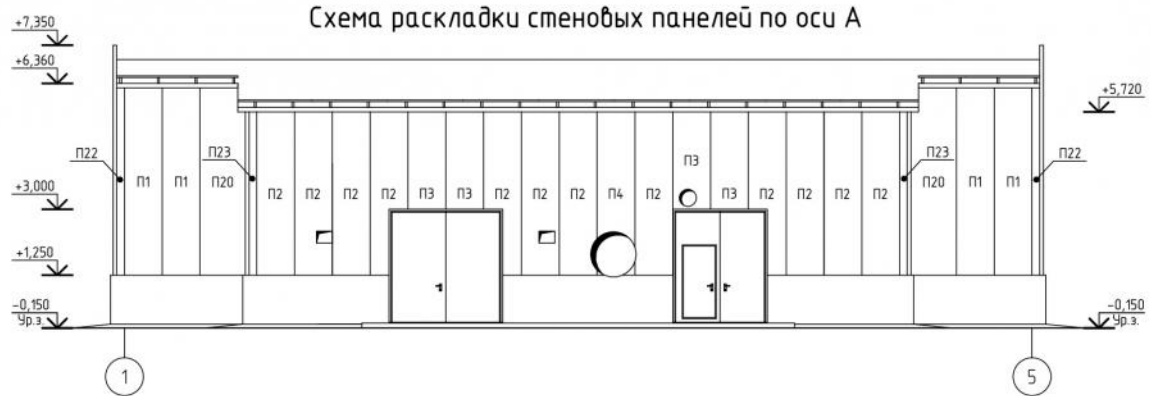 Схема раскладки стеновых панелей по оси А
+7,350
+6,360
+5,720
П22
П1
П1
П20
П23
П2
П2
П2
П2
П3
П3
П2
П2
П2
П4
П2
П3
П3
П2
П2
П2
П2
П23
П20
П1
П1
П22
+3,000
+1,250
-0,150
Ур.з.
-0,150
Ур.з.
1
5